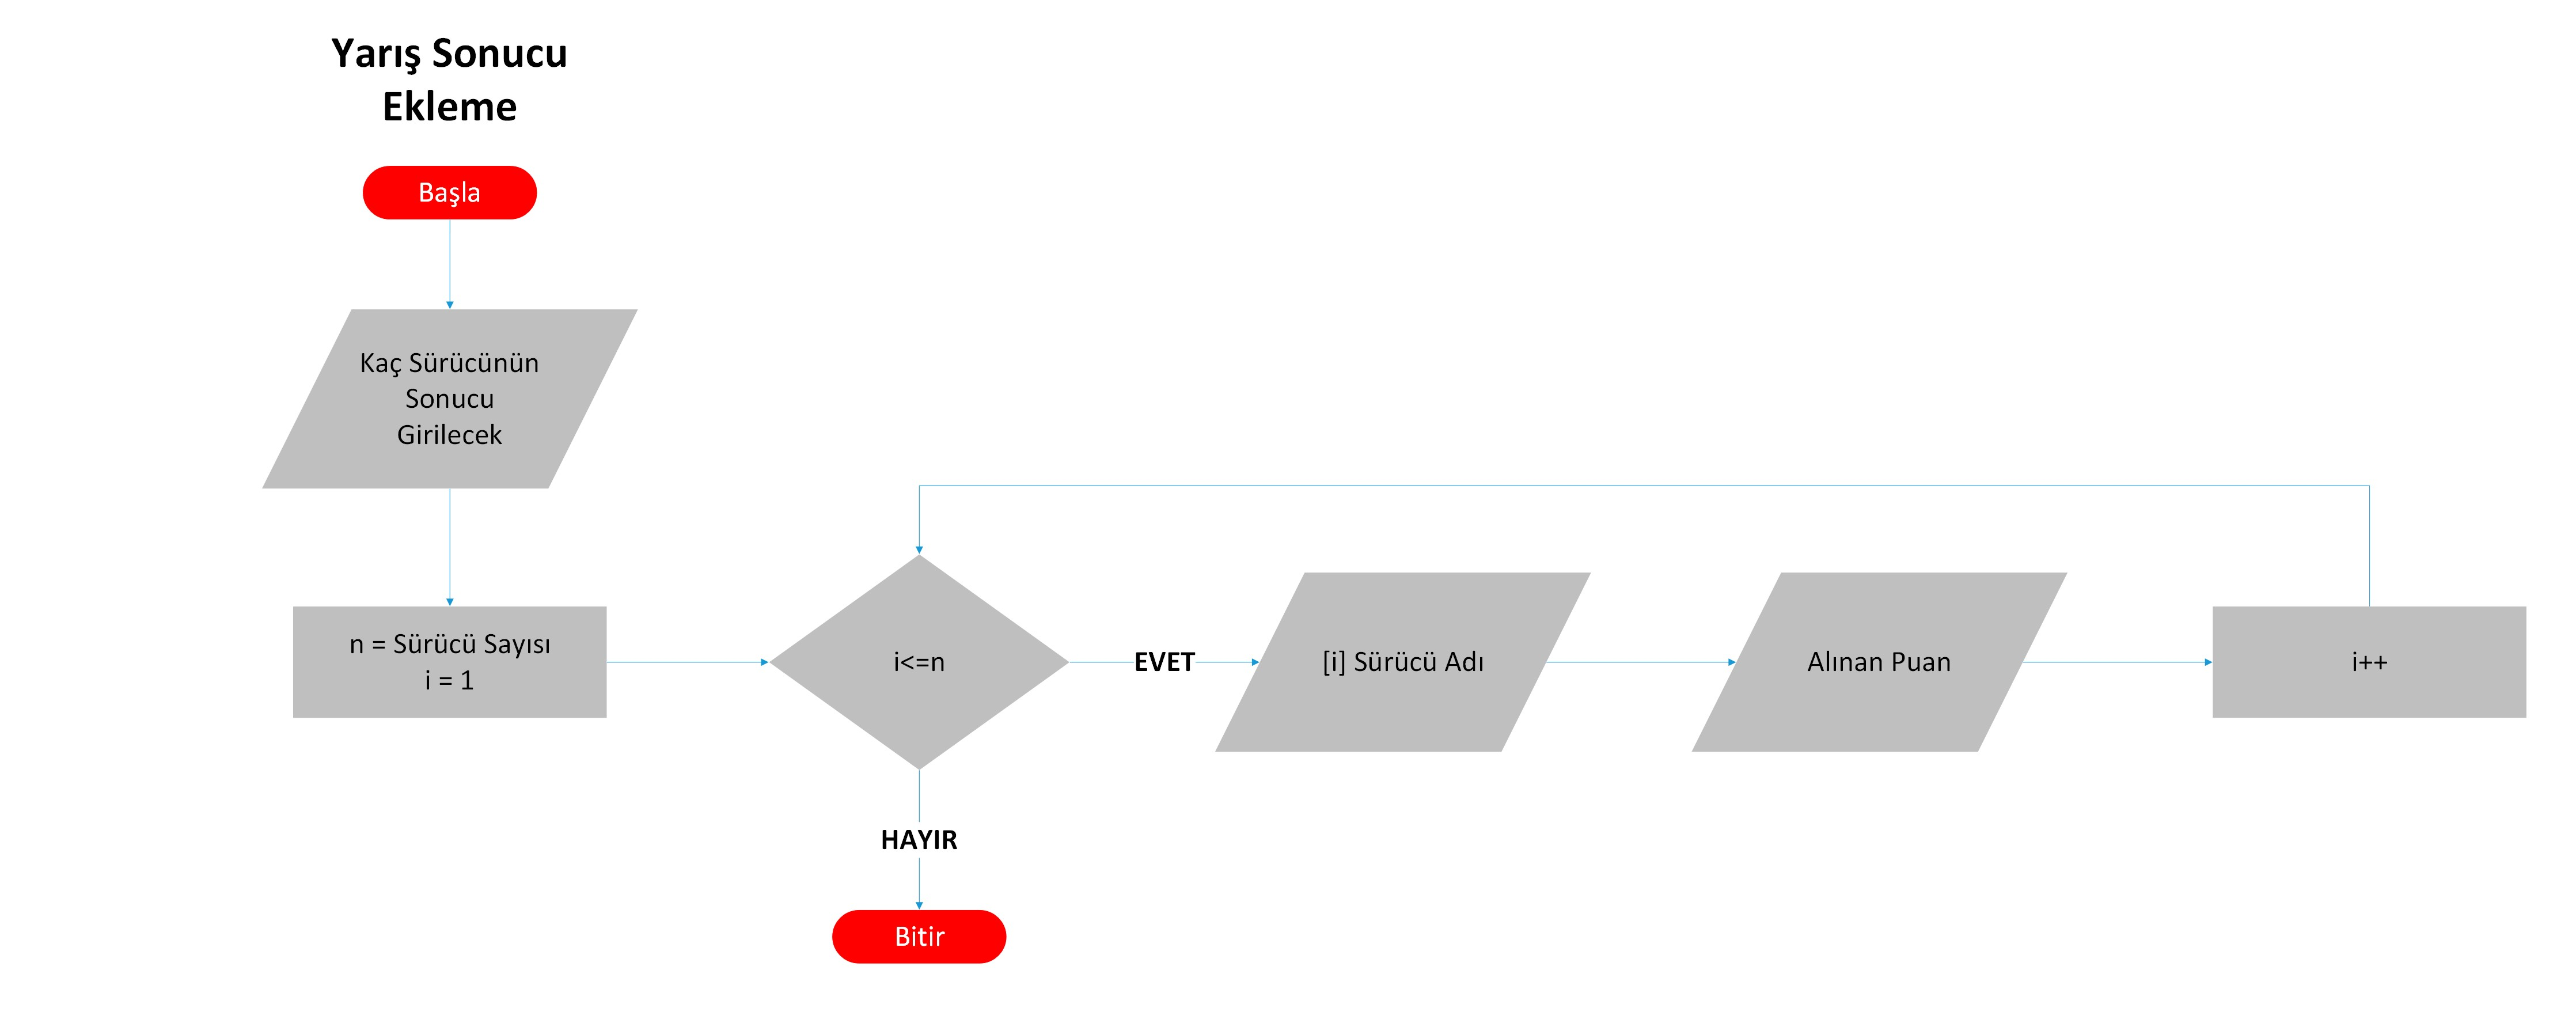 Yarış Sonucu
Ekleme
Başla
Kaç Sürücünün
Sonucu
Girilecek
n = Sürücü Sayısı
i = 1
i<=n
EVET
[i] Sürücü Adı
Alınan Puan
i++
HAYIR
Bitir